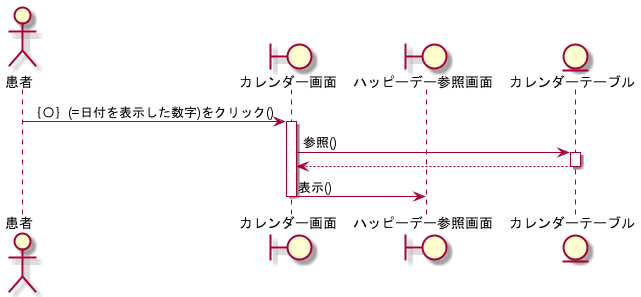 患者
カレンダー画面
ハッピーデー参照画面
カレンダーテーブル
{〇} (=日付を表示した数字)をクリック()
参照()
表示()
患者
カレンダー画面
ハッピーデー参照画面
カレンダーテーブル